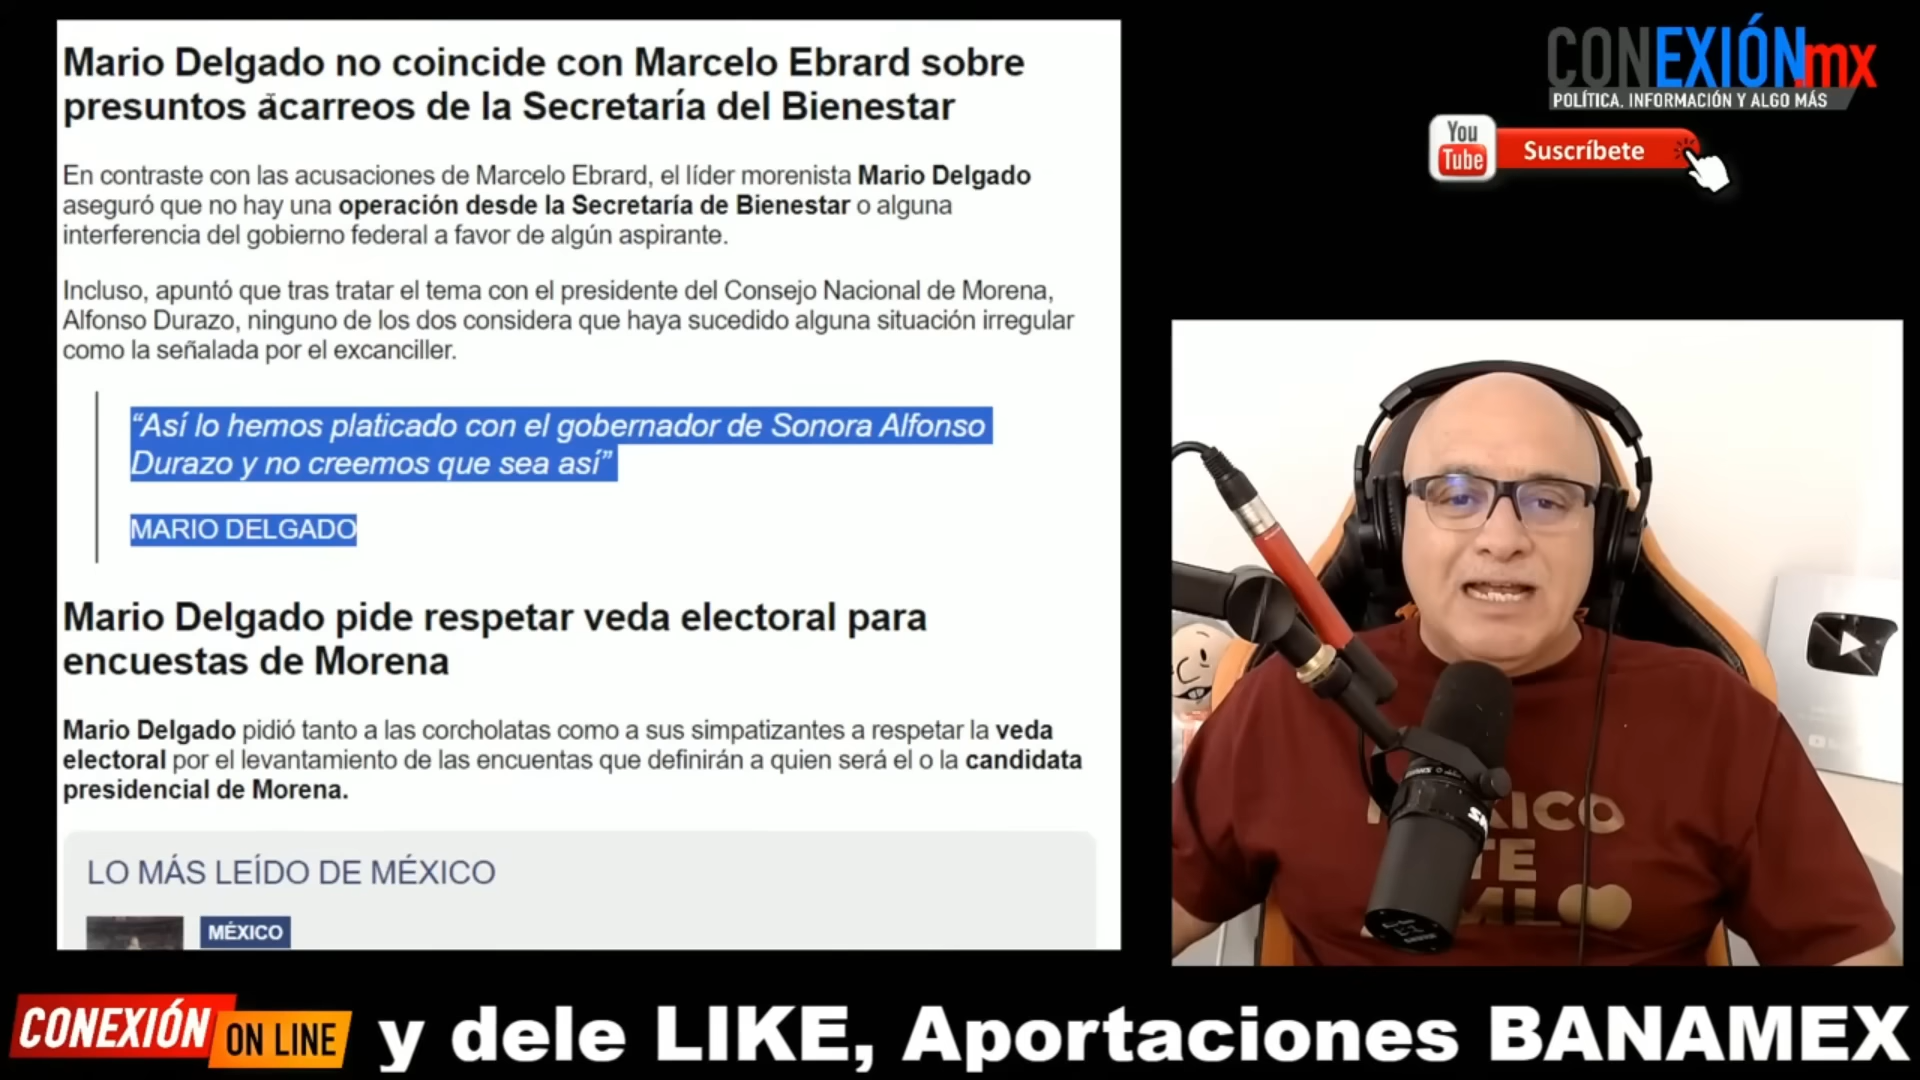 Mario Delgado no coincide con Marcelo Ebrard sobre
presuntos acarreos de la Secretaría del Bienestar
En contraste con las acusaciones de Marcelo Ebrard, el líder morenista Mario Delgado
aseguró que no hay una operación desde la Secretaría de Bienestar o alguna
interferencia del gobierno federal a favor de algún aspirante.
Incluso, apuntó que tras tratar el tema con el presidente del Consejo Nacional de Morena,
Alfonso Durazo, ninguno de los dos considera que haya sucedido alguna situación irregular
como la señalada por el excanciller.
“Así lo hemos platicado con el gobernador de Sonora Alfonso
Durazo y no creemos que sea así”
MARIO DELGADO
Mario Delgado pide respetar veda electoral para
encuestas de Morena
Mario Delgado pidió tanto a las corcholatas como a sus simpatizantes a respetar la veda
electoral por el levantamiento de las encuentas que definirán a quien será el o la candidata
presidencial de Morena.
LO MÁS LEÍDO DE MÉXICO
MÉXICO
CONEXIÓN.mx
POLÍTICA. INFORMACIÓN Y ALGO MÁS
You
Tube
Suscríbete
TE
CONEXIÓN
ON LINE
y dele LIKE, Aportaciones BANAMEX